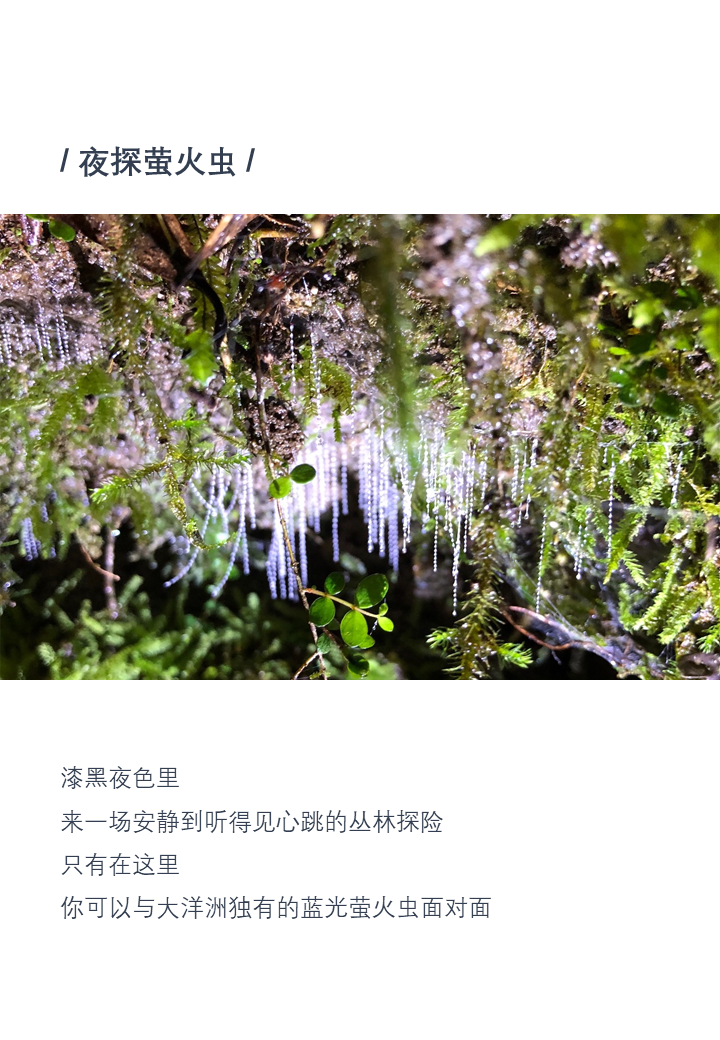 / 夜探萤火虫 /
漆黑夜色里
来一场安静到听得见心跳的丛林探险
只有在这里
你可以与大洋洲独有的蓝光萤火虫面对面